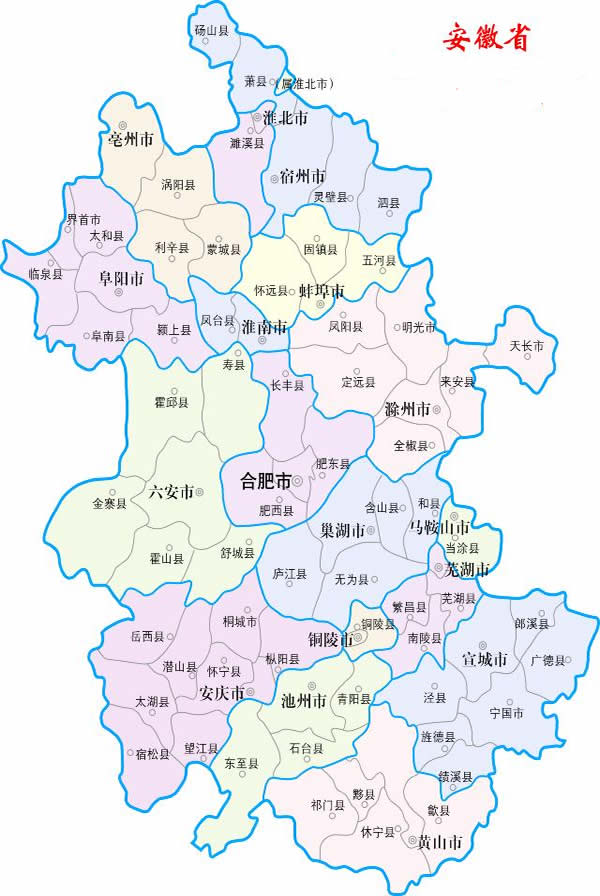 安徽省
砀山县
萧县
（属淮北市）
淮北市
亳州市
濉溪县
宿州市
涡阳县
灵壁县
泗县
界首市
太和县
利辛县
蒙城县
固镇县
五河县
临泉县
阜阳市
怀远县
蚌埠市
凤台县
淮南市
凤阳县
明光市
阜南县
颍上县
天长市
寿县
长丰县
定远县
来安县
霍邱县
滁州市
全椒县
肥东县
合肥市
六安市
金寨县
肥西县
含山县
和县
巢湖市
马鞍山市
当涂县
霍山县
舒城县
芜湖市
庐江县
无为县
繁昌县
芜湖县
桐城市
铜陵县
铜陵市
岳西县
南陵县
郎溪县
宣城市
广德县
潜山县
怀宁县
枞阳县
安庆市
池州市
青阳县
泾县
太湖县
宁国市
望江县
宿松县
石台县
旌德县
东至县
绩溪县
祁门县
黟县
歙县
休宁县
黄山市